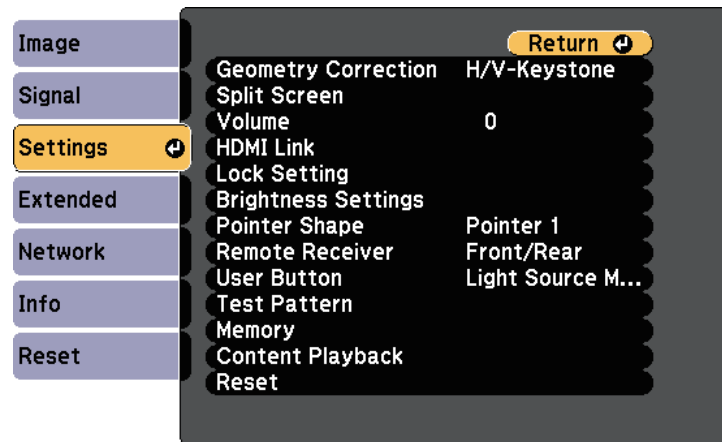 Image
Signal
Settings
Extended
Network
Info
Reset
Return
Geometry Correction H/V-Keystone
Split Screen
Volume 0
HDMI Link
Lock Setting
Brightness Settings
Pointer Shape Pointer 1
Remote Receiver Front/Rear
User Button Light Source M...
Test Pattern
Memory
Content Playback
Reset